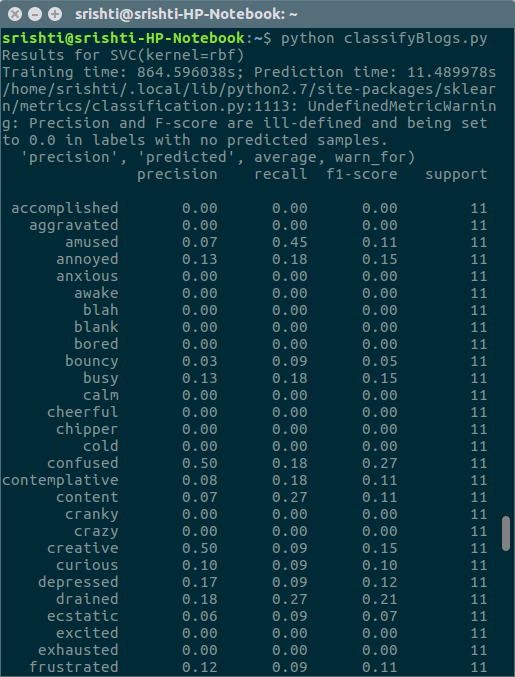 srishti@srishti-HP-Notebook: ~
srishti@srishti-HP-Notebook:~$ python classifyBlogs.py
Results for SVC(kernel=rbf)
Training time: 864.596038s; Prediction time: 11.489978s
/home/srishti/.local/lib/python2.7/site-packages/sklear
n/metrics/classification.py:1113: UndefinedMetricWarnin
g: Precision and F-score are ill-defined and being set
to 0.0 in labels with no predicted samples.
'precision', 'predicted', average, warn_for)
precision recall f1-score support
accomplished 0.00 0.00 0.00 11
aggravated 0.00 0.00 0.00 11
amused 0.07 0.45 0.11 11
annoyed 0.13 0.18 0.15 11
anxious 0.00 0.00 0.00 11
awake 0.00 0.00 0.00 11
blah 0.00 0.00 0.00 11
blank 0.00 0.00 0.00 11
bored 0.00 0.00 0.00 11
bouncy 0.03 0.09 0.05 11
busy 0.13 0.18 0.15 11
calm 0.00 0.00 0.00 11
cheerful 0.00 0.00 0.00 11
chipper 0.00 0.00 0.00 11
cold 0.00 0.00 0.00 11
confused 0.50 0.18 0.27 11
contemplative 0.08 0.18 0.11 11
content 0.07 0.27 0.11 11
cranky 0.00 0.00 0.00 11
crazy 0.00 0.00 0.00 11
creative 0.50 0.09 0.15 11
curious 0.10 0.09 0.10 11
depressed 0.17 0.09 0.12 11
drained 0.18 0.27 0.21 11
ecstatic 0.06 0.09 0.07 11
excited 0.00 0.00 0.00 11
exhausted 0.00 0.00 0.00 11
frustrated 0.12 0.09 0.11 11